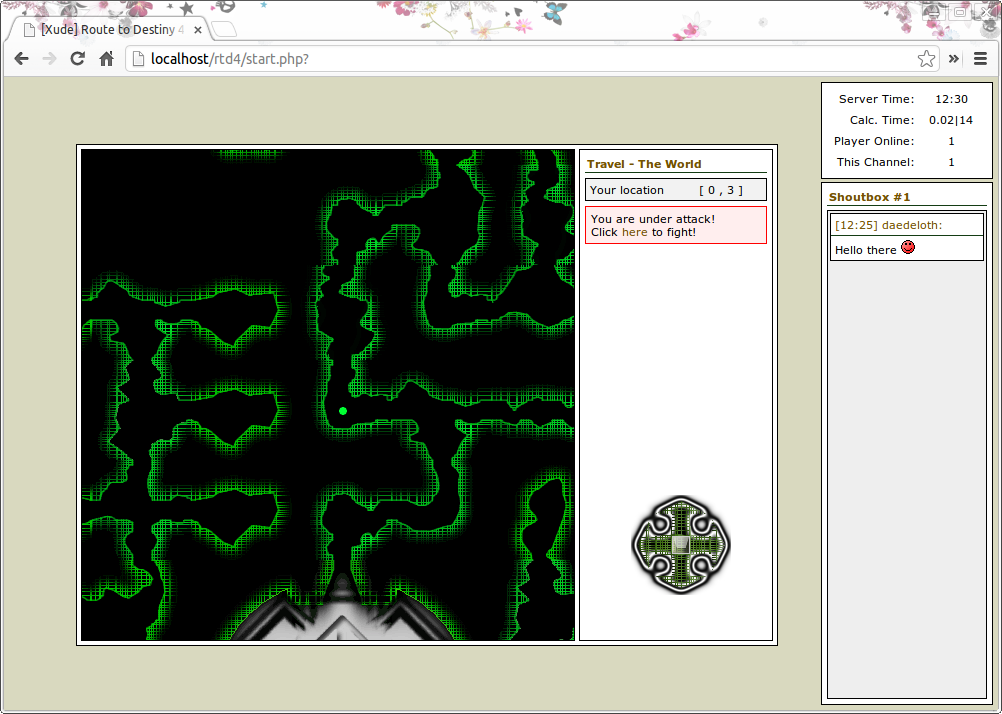 [Xude] Route to Destiny 4
localhost/rtd4/start.php?
Server Time: 12:30
Calc. Time: 0.02|14
Player Online: 1
This Channel: 1
Travel - The World
Your location [ 0 , 3 ]
You are under attack!
Click here to fight!
Shoutbox #1
[12:25] daedeloth:
Hello there